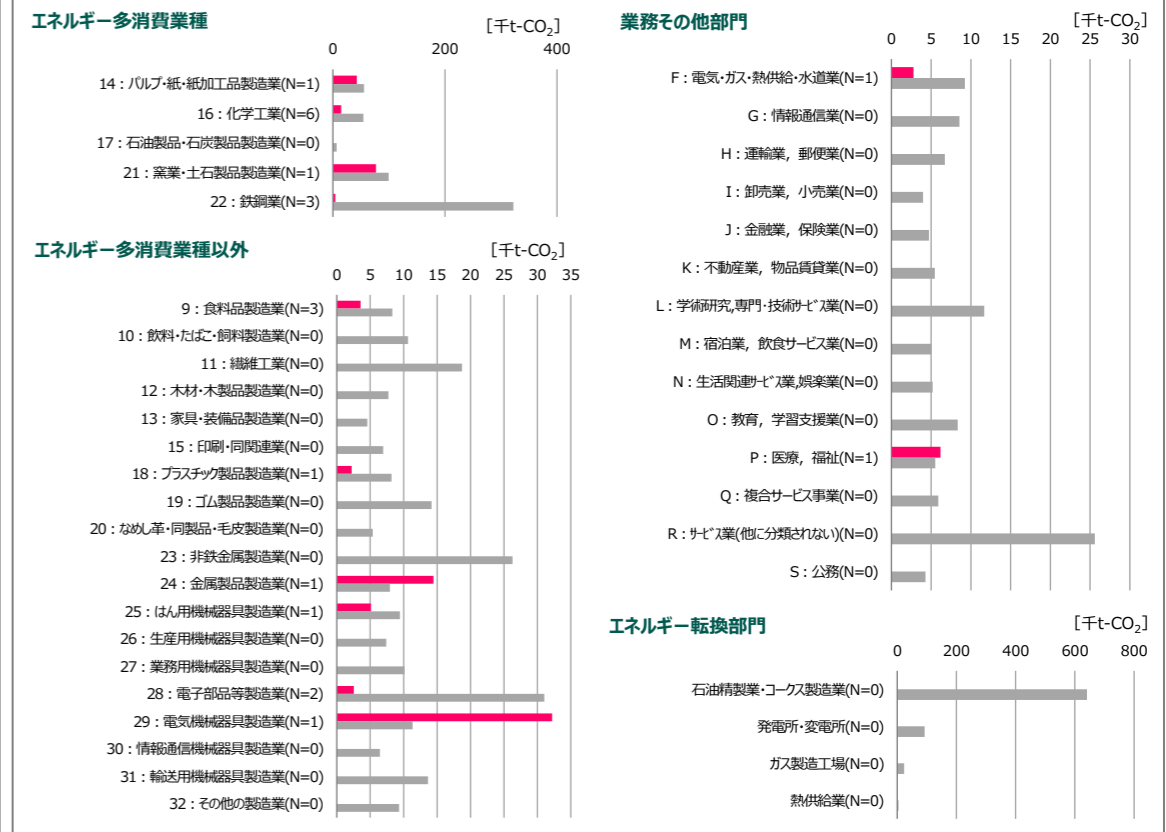 エネルギー多消費業種
[千t-CO2]
0 200 400
14：パルプ・紙・紙加工品製造業(N=1)
16：化学工業(N=6)
17：石油製品・石炭製品製造業(N=0)
21：窯業・土石製品製造業(N=1)
22：鉄鋼業(N=3)
エネルギー多消費業種以外
[千t-CO2]
0 5 10 15 20 25 30 35
9：食料品製造業(N=3)
10：飲料・たばこ・飼料製造業(N=0)
11：繊維工業(N=0)
12：木材・木製品製造業(N=0)
13：家具・装備品製造業(N=0)
15：印刷・同関連業(N=0)
18：プラスチック製品製造業(N=1)
19：ゴム製品製造業(N=0)
20：なめし革・同製品・毛皮製造業(N=0)
23：非鉄金属製造業(N=0)
24：金属製品製造業(N=1)
25：はん用機械器具製造業(N=1)
26：生産用機械器具製造業(N=0)
27：業務用機械器具製造業(N=0)
28：電子部品等製造業(N=2)
29：電気機械器具製造業(N=1)
30：情報通信機械器具製造業(N=0)
31：輸送用機械器具製造業(N=0)
32：その他の製造業(N=0)
業務その他部門
[千t-CO2]
0 5 10 15 20 25 30
F：電気・ガス・熱供給・水道業(N=1)
G：情報通信業(N=0)
H：運輸業，郵便業(N=0)
I：卸売業，小売業(N=0)
J：金融業，保険業(N=0)
K：不動産業，物品賃貸業(N=0)
L：学術研究,専門・技術サービス業(N=0)
M：宿泊業，飲食サービス業(N=0)
N：生活関連サービス業,娯楽業(N=0)
O：教育，学習支援業(N=0)
P：医療，福祉(N=1)
Q：複合サービス事業(N=0)
R：サービス業(他に分類されない)(N=0)
S：公務(N=0)
エネルギー転換部門
[千t-CO2]
0 200 400 600 800
石油精製業・コークス製造業(N=0)
発電所・変電所(N=0)
ガス製造工場(N=0)
熱供給業(N=0)